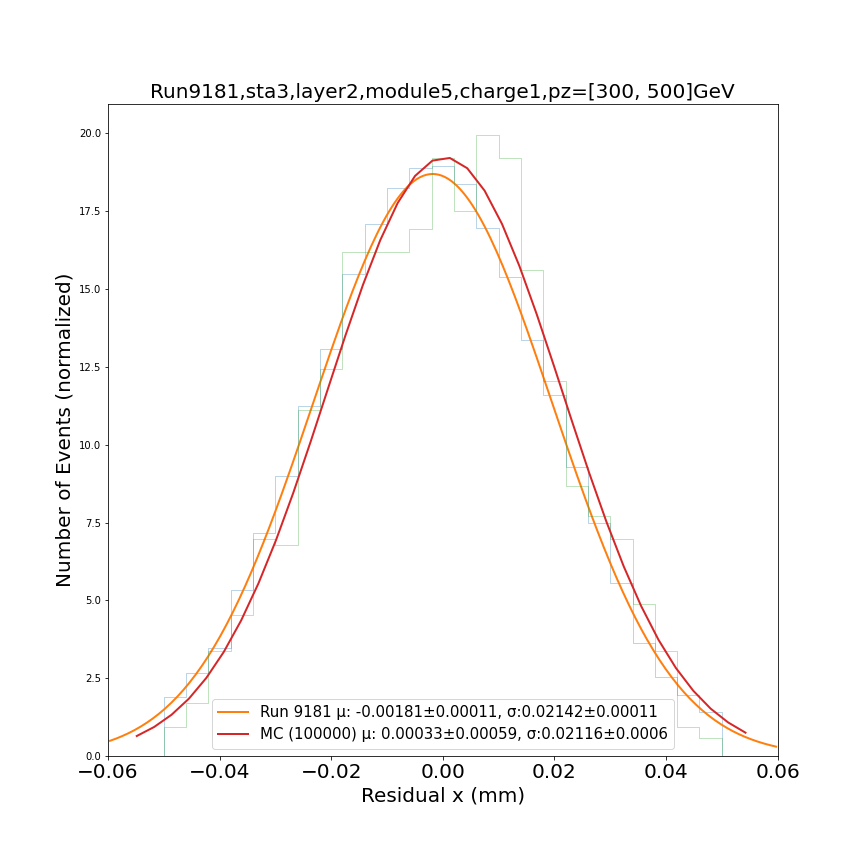 Run9181,sta3,layer2,module5,charge1,pz=[300, 500]GeV
Number of Events (normalized)
20.0
17.5
15.0
12.5
10.0
7.5
5.0
2.5
0.0
Run 9181 μ: -0.00181±0.00011, σ:0.02142±0.00011
MC (100000) μ: 0.00033±0.00059, σ:0.02116±0.0006
−0.06 −0.04 −0.02 0.00 0.02 0.04 0.06
Residual x (mm)